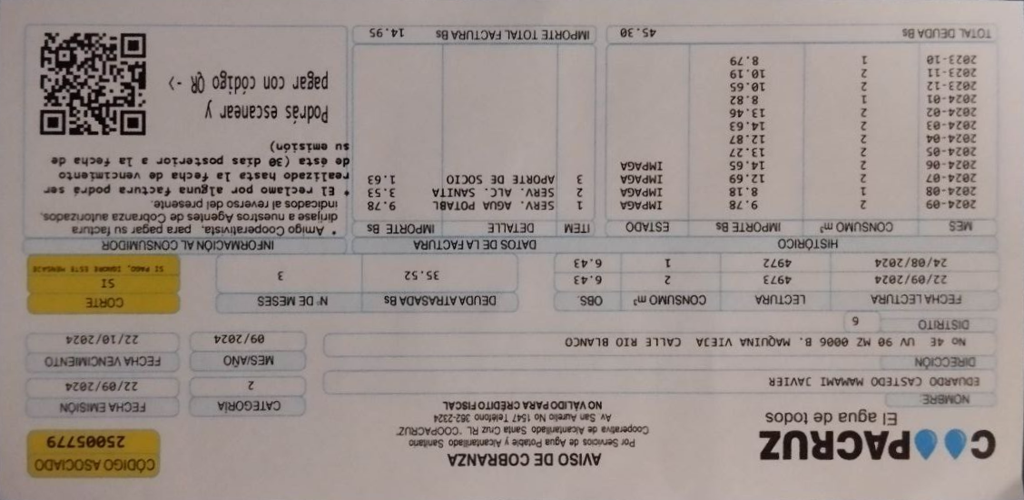 COOPACRUZ
El agua de todos
AVISO DE COBRANZA
Por Servicios de Agua Potable y Alcantarillado Sanitario
Cooperativa de Alcantarillado Santa Cruz "COOPACRUZ" RL
Av. San Aurelio No 1547 Teléfono 362-2324
NO VÁLIDO PARA CRÉDITO FISCAL
CÓDIGO ASOCIADO
25005779
NOMBRE
EDUARDO CASTEDO MAMAMI JAVIER
CATEGORÍA
2
FECHA EMISIÓN
22/09/2024
DIRECCIÓN
No 4E UV 90 MZ 0006 B. MAQUINA VIEJA CALLE RIO BLANCO
MES/AÑO
09/2024
FECHA VENCIMIENTO
22/10/2024
DISTRITO
6
FECHA LECTURA LECTURA CONSUMO m³ OBS.
22/09/2024 4973 2 6.43
24/08/2024 4972 1 6.43
DEUDA ATRASADA Bs Nº DE MESES
35.52 3
CORTE
SI
SI PAGO, IGNORE ESTE MENSAJE
HISTÓRICO
MES CONSUMO m³ IMPORTE Bs ESTADO
2024-09 2 9.78 IMPAGA
2024-08 1 8.18 IMPAGA
2024-07 2 12.69 IMPAGA
2024-06 2 14.65 IMPAGA
2024-05 2 13.27
2024-04 2 12.87
2024-03 2 14.63
2024-02 2 13.46
2024-01 1 8.82
2023-12 2 10.65
2023-11 2 10.19
2023-10 1 8.79
TOTAL DEUDA Bs 45.30
DATOS DE LA FACTURA
ITEM DETALLE IMPORTE Bs
1 SERV. AGUA POTABL 9.78
2 SERV. ALC. SANITA 3.53
3 APORTE DE SOCIO 1.63
IMPORTE TOTAL FACTURA Bs 14.95
INFORMACIÓN AL CONSUMIDOR
* Amigo Cooperativista, para pagar su factura
diríjase a nuestros Agentes de Cobranza autorizados,
indicados al reverso del presente.
* El reclamo por alguna factura podrá ser
realizado hasta la fecha de vencimiento
de ésta (30 días posterior a la fecha de
su emisión)
Podrás escanear y
pagar con código QR ->